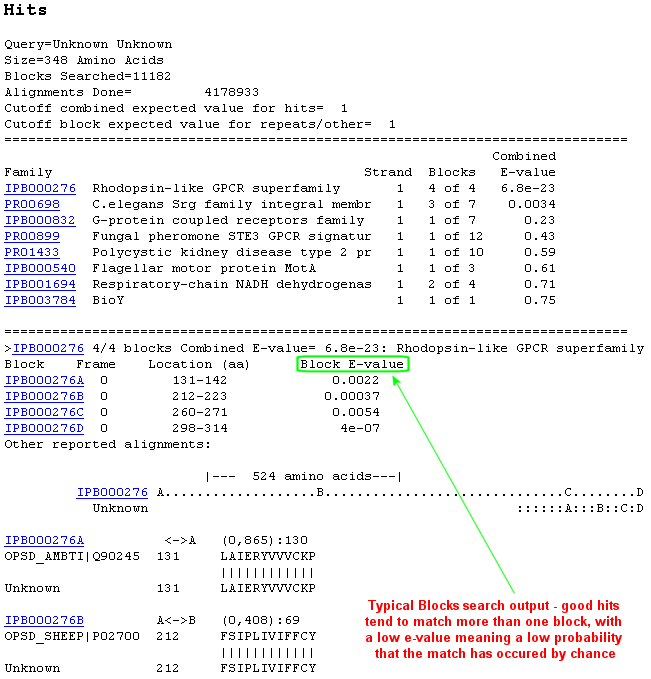 Hits
Query=Unknown Unknown
Size=348 Amino Acids
Blocks Searched=11182
Alignments Done= 4178933
Cutoff combined expected value for hits= 1
Cutoff block expected value for repeats/other= 1
==============================================================================
Combined
Family Strand Blocks E-value
IPB000276 Rhodopsin-like GPCR superfamily 1 4 of 4 6.8e-23
PR00698 C.elegans Srg family integral membr 1 3 of 7 0.0034
IPB000832 G-protein coupled receptors family 1 1 of 7 0.23
PR00899 Fungal pheromone STE3 GPCR signatur 1 1 of 12 0.43
PR01433 Polycystic kidney disease type 2 pr 1 1 of 10 0.59
IPB000540 Flagellar motor protein MotA 1 1 of 3 0.61
IPB001694 Respiratory-chain NADH dehydrogenas 1 2 of 4 0.71
IPB003784 BioY 1 1 of 1 0.75
==============================================================================
>IPB000276 4/4 blocks Combined E-value= 6.8e-23: Rhodopsin-like GPCR superfamily
Block Frame Location (aa) Block E-value
IPB000276A 0 131-142 0.0022
IPB000276B 0 212-223 0.00037
IPB000276C 0 260-271 0.0054
IPB000276D 0 298-314 4e-07
Other reported alignments:
|--- 524 amino acids---|
IPB000276 A...................B..............................C........D
Unknown ::::::A:::B::C:D
IPB000276A <->A (0,865):130
OPSD_AMBTI|Q90245 131 LAIERYVVVCKP
||||||||||||
Unknown 131 LAIERYVVVCKP
IPB000276B A<->B (0,408):69
OPSD_SHEEP|P02700 212 FSIPLIVIFFCY
||||||||||||
Unknown 212 FSIPLIVIFFCY
Typical Blocks search output - good hits
tend to match more than one block, with
a low e-value meaning a low probability
that the match has occured by chance